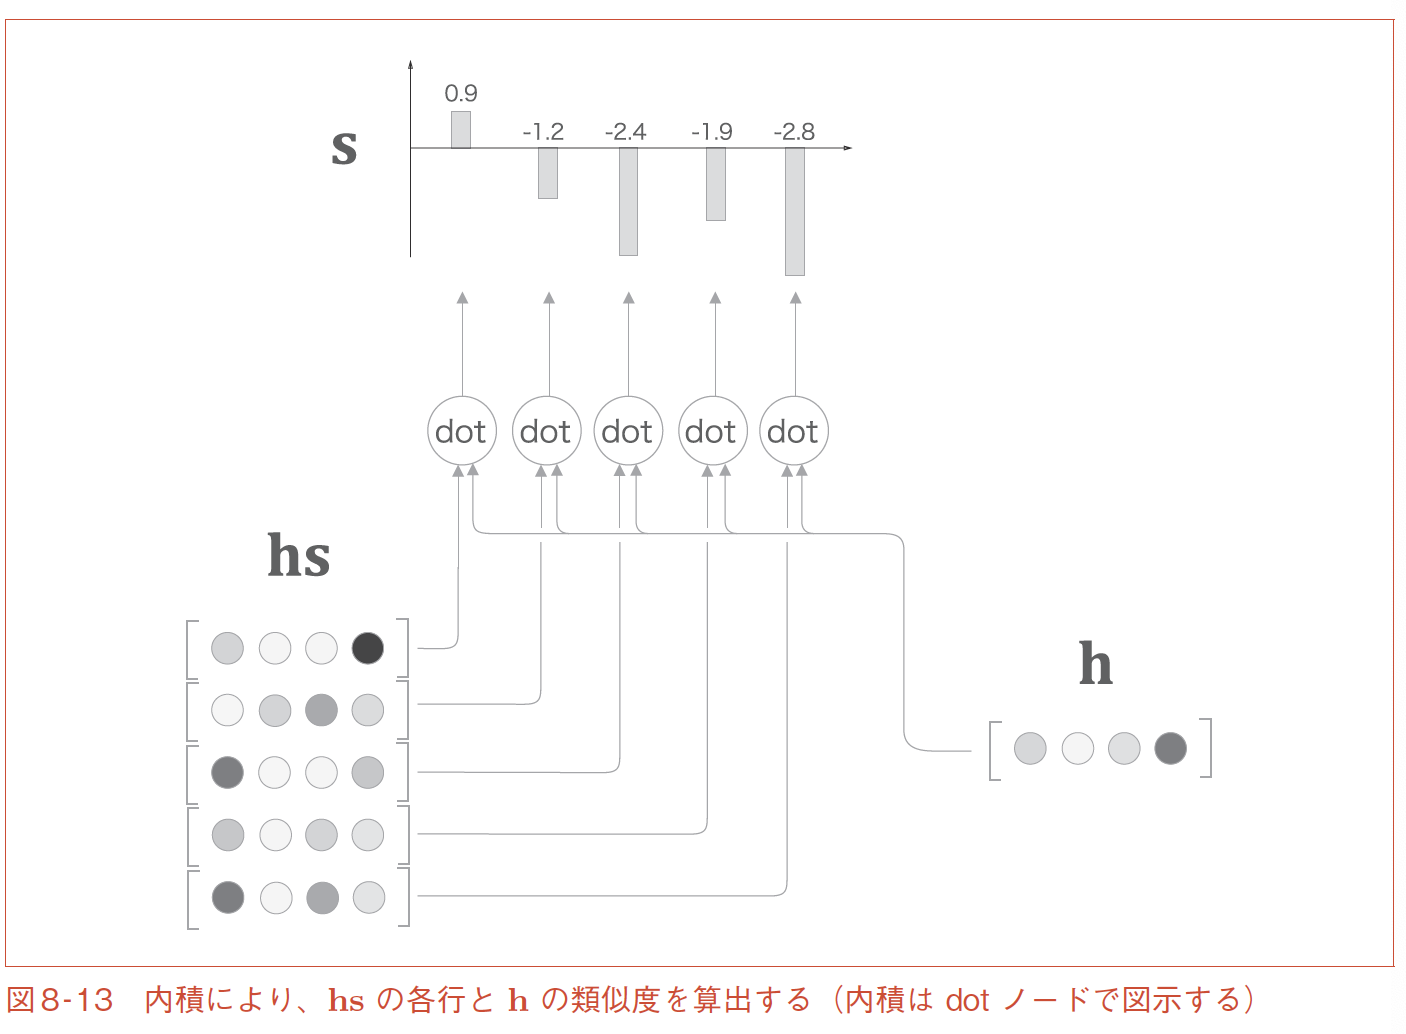 0.9
-1.2 -2.4 -1.9 -2.8
s
dot dot dot dot dot
hs
h
図8-13 内積により、hs の各行と h の類似度を算出する（内積は dot ノードで図示する）